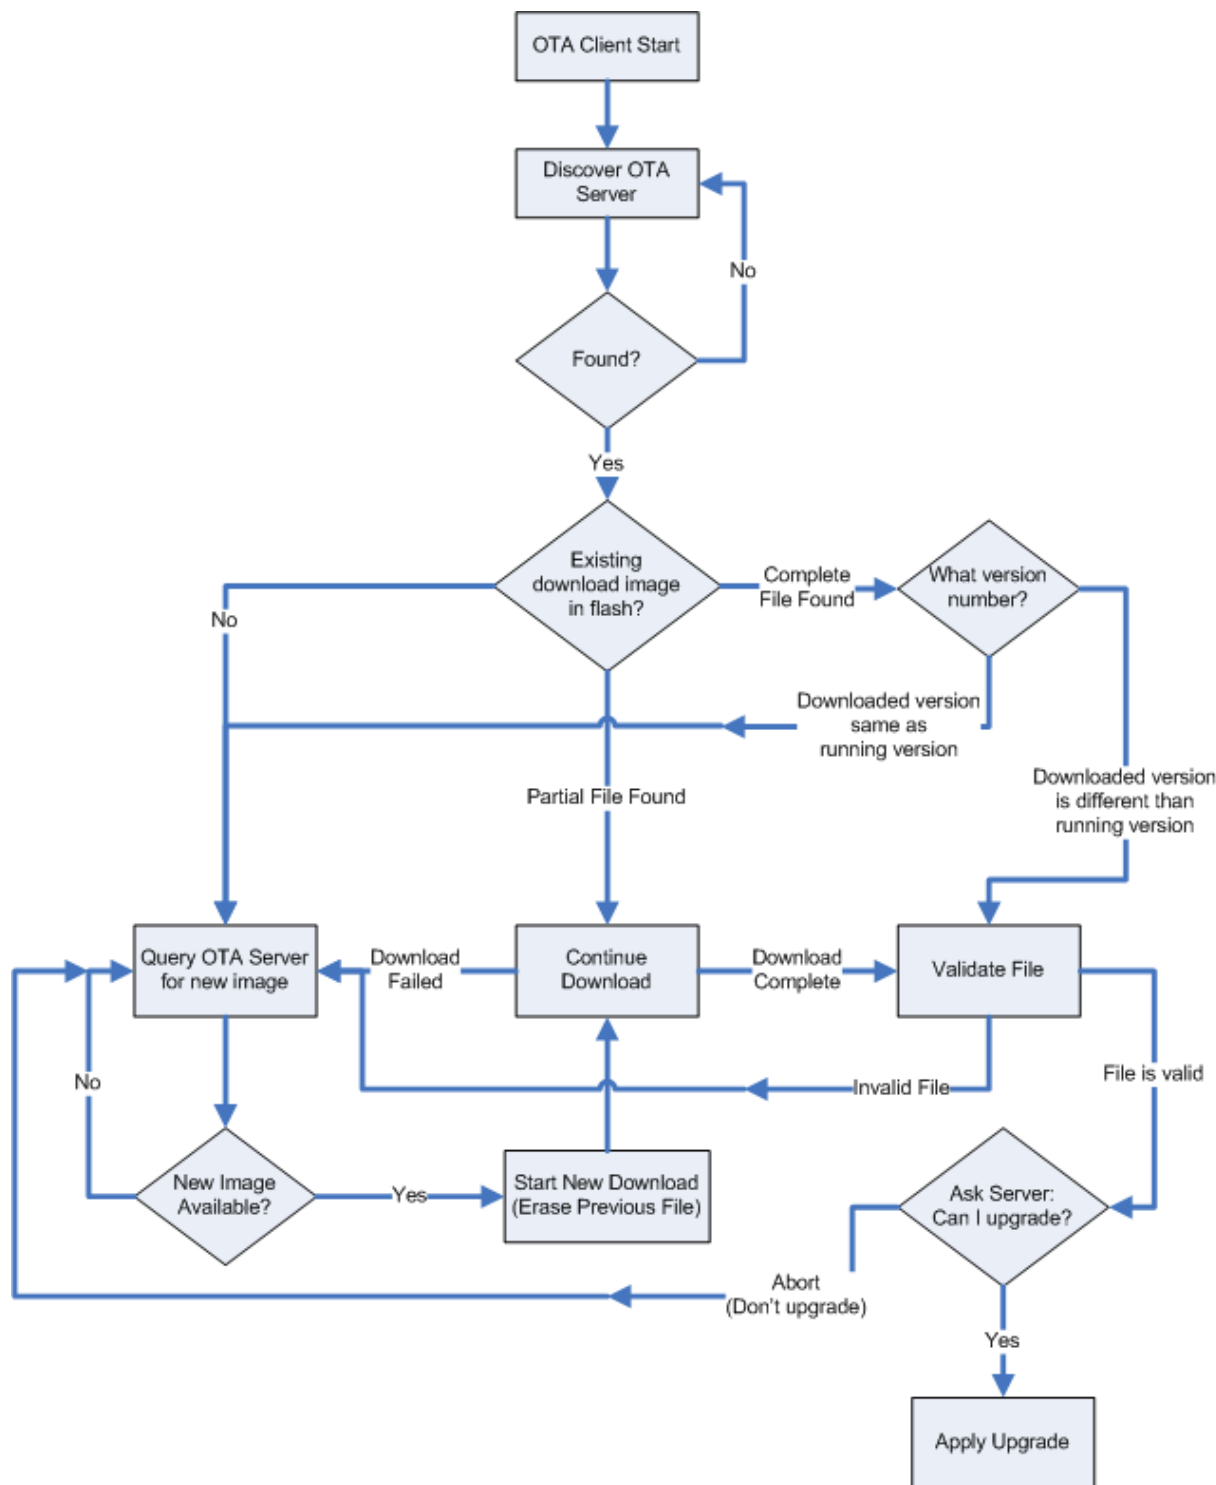 OTA Client Start
Discover OTA
Server
No
Found?
Yes
Existing
download image
in flash?
Complete
File Found
What version
number?
No
Downloaded version
same as
running version
Partial File Found
Downloaded version
is different than
running version
Query OTA Server
for new image
Download
Failed
Continue
Download
Download
Complete
Validate File
No
Invalid File
File is valid
New Image
Available?
Yes
Start New Download
(Erase Previous File)
Ask Server:
Can I upgrade?
Abort
(Don't upgrade)
Yes
Apply Upgrade